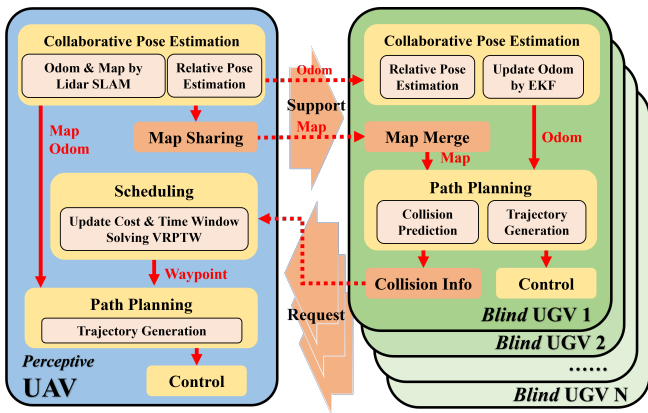 Collaborative Pose Estimation
Odom & Map by
Lidar SLAM
Relative Pose
Estimation
Map Sharing
Map
Odom
Scheduling
Update Cost & Time Window
Solving VRPTW
Waypoint
Path Planning
Trajectory Generation
Control
Perceptive
UAV
Odom
Support
Map
Request
Collaborative Pose Estimation
Relative Pose
Estimation
Update Odom
by EKF
Odom
Map Merge
Map
Path Planning
Collision
Prediction
Trajectory
Generation
Collision Info
Control
Blind UGV 1
Blind UGV 2
......
Blind UGV N